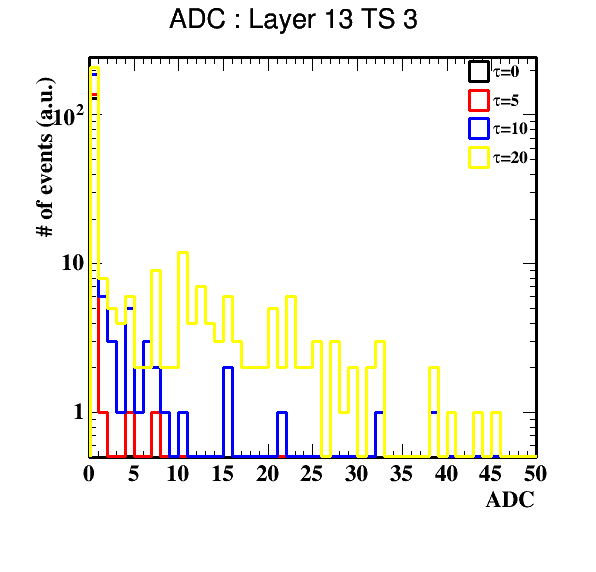 ADC : Layer 13 TS 3
# of events (a.u.)
10²
10
1
τ=0
τ=5
τ=10
τ=20
0 5 10 15 20 25 30 35 40 45 50
ADC